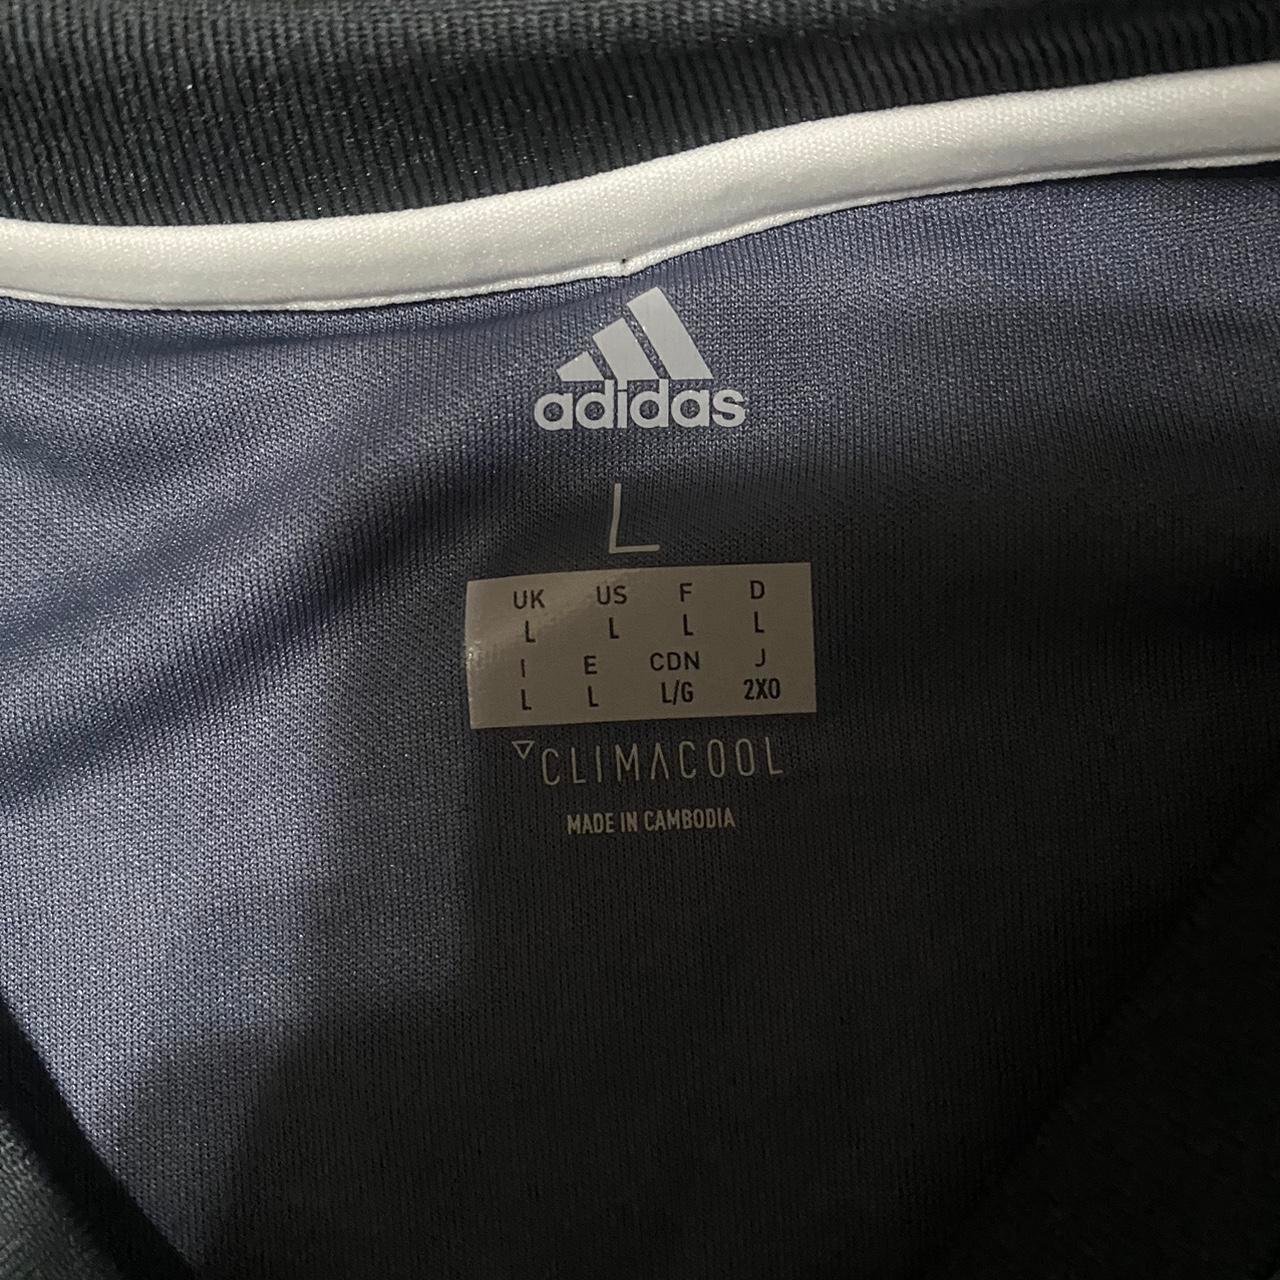 adidas
L
UK US F D
L L L L
I E CDN J
L L L/G 2XO
CLIMACOOL
MADE IN CAMBODIA